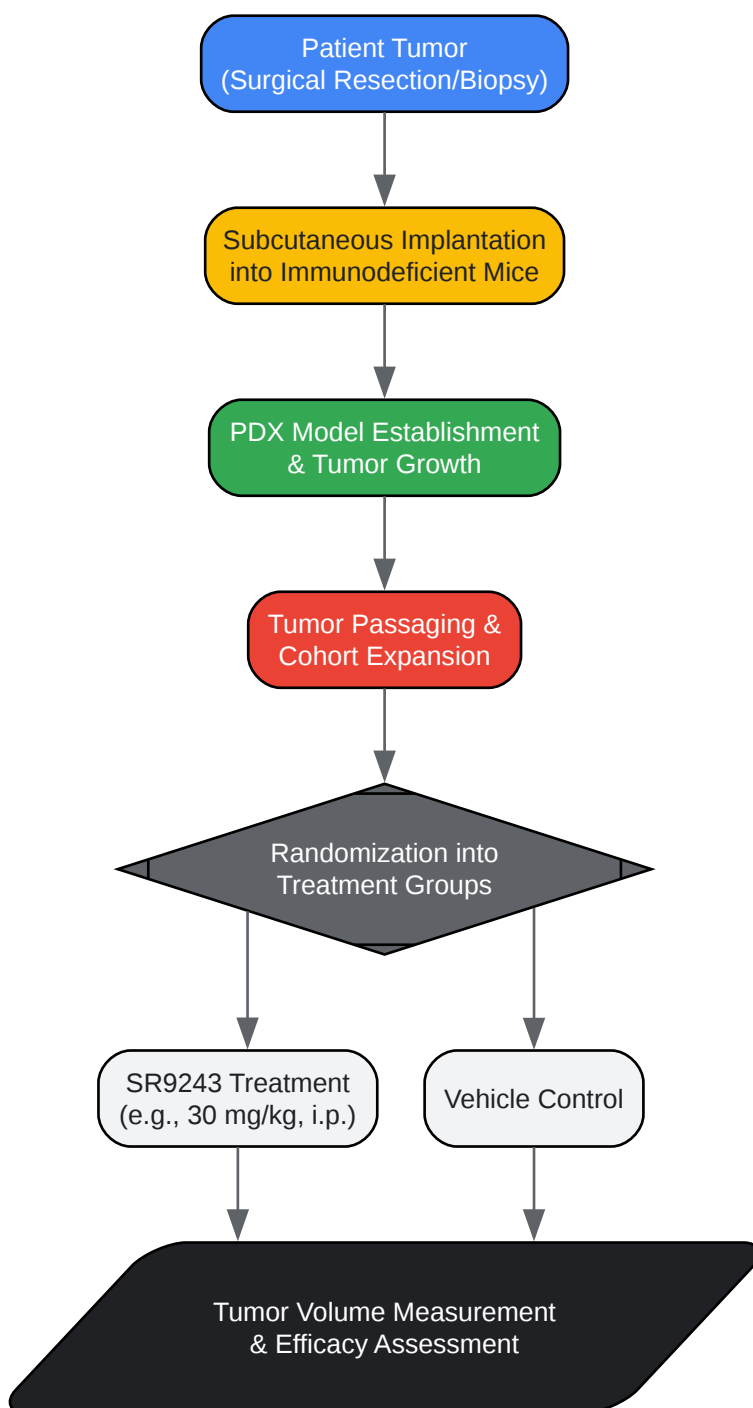 Patient Tumor
(Surgical Resection/Biopsy)
Subcutaneous Implantation
into Immunodeficient Mice
PDX Model Establishment
& Tumor Growth
Tumor Passaging &
Cohort Expansion
Randomization into
Treatment Groups
SR9243 Treatment
(e.g., 30 mg/kg, i.p.)
Vehicle Control
Tumor Volume Measurement
& Efficacy Assessment